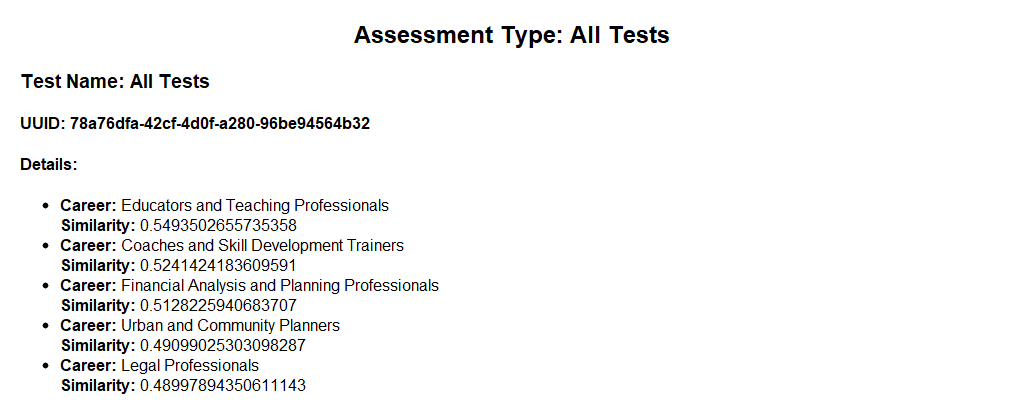 Assessment Type: All Tests
Test Name: All Tests
UUID: 78a76dfa-42cf-4d0f-a280-96be94564b32
Details:
• Career: Educators and Teaching Professionals
Similarity: 0.5493502655735358
• Career: Coaches and Skill Development Trainers
Similarity: 0.5241424183609591
• Career: Financial Analysis and Planning Professionals
Similarity: 0.5128225940683707
• Career: Urban and Community Planners
Similarity: 0.49099025303098287
• Career: Legal Professionals
Similarity: 0.48997894350611143